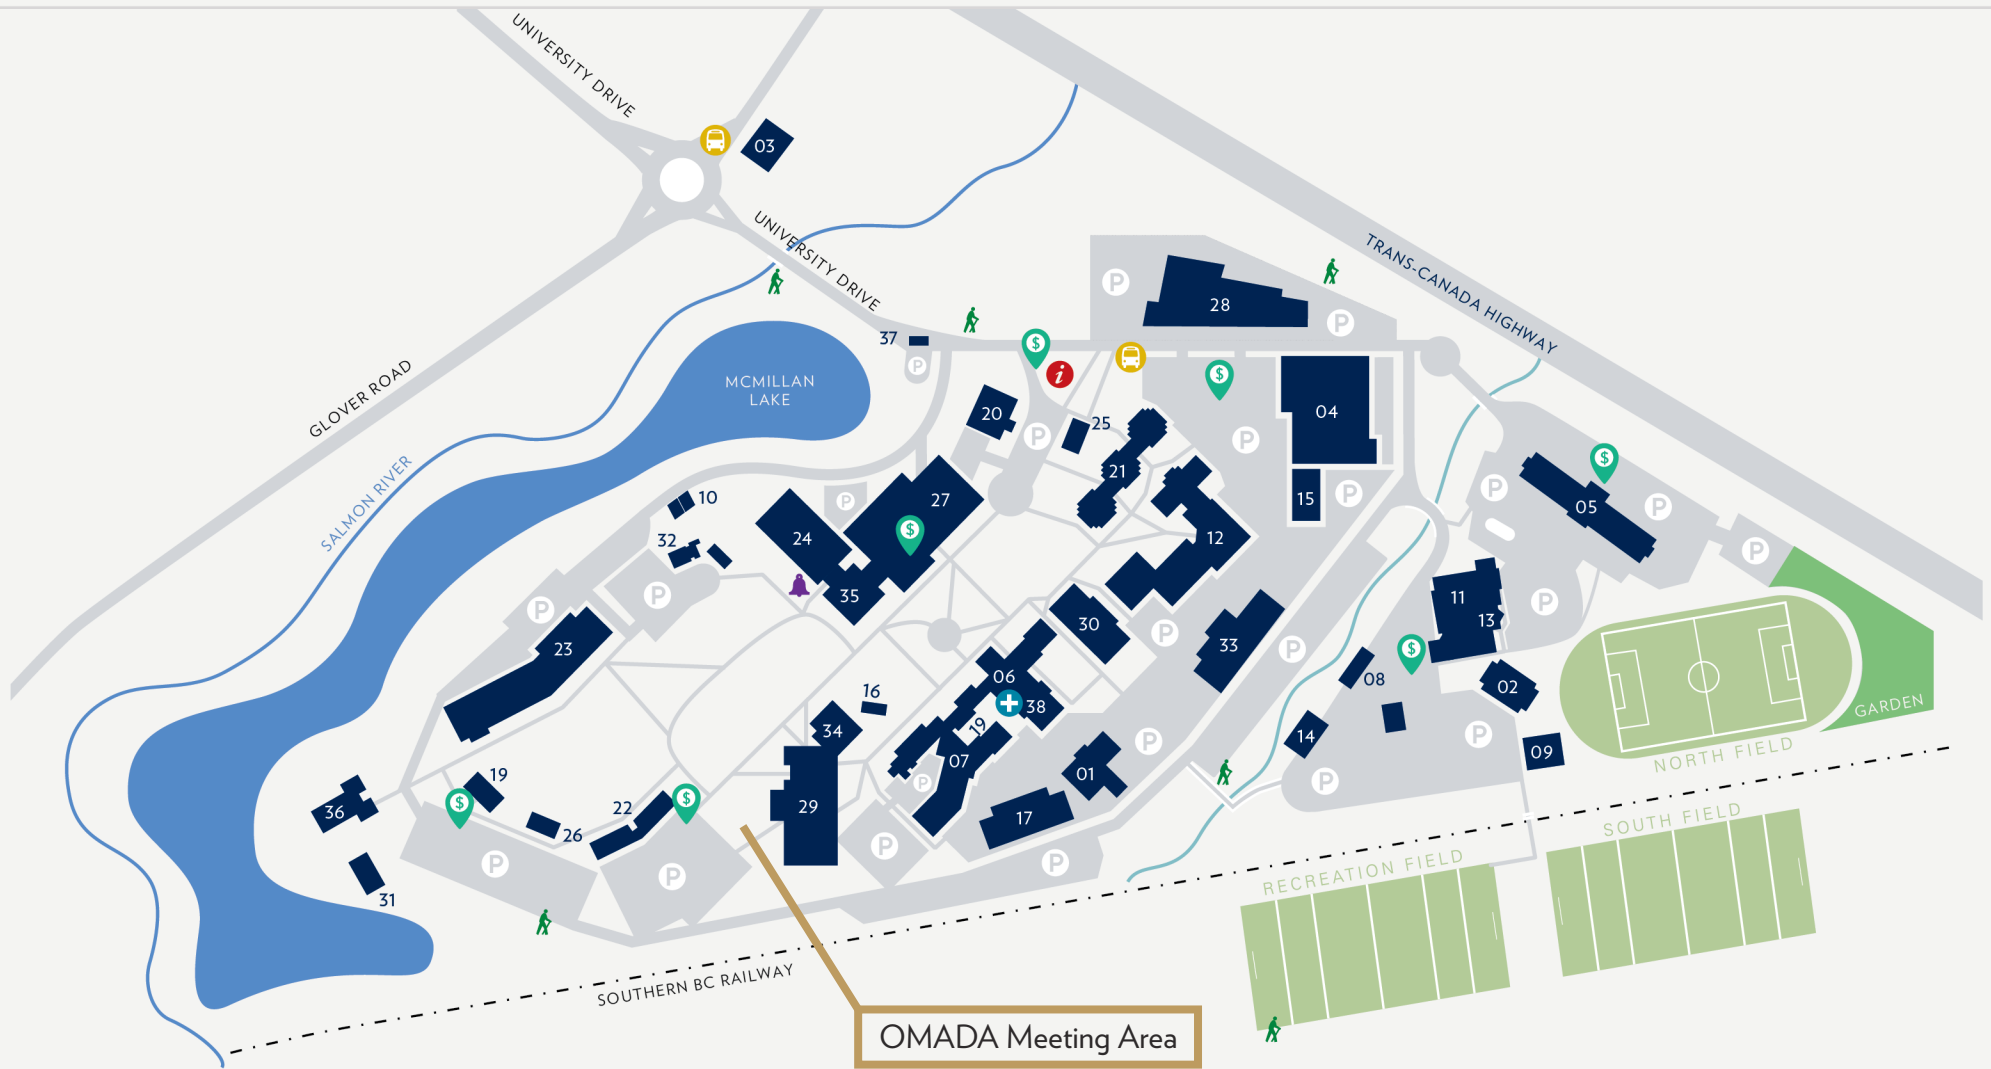 UNIVERSITY DRIVE
03
UNIVERSITY DRIVE
TRANS-CANADA HIGHWAY
P
28
P
37
$
P
i
$
GLOVER ROAD
MCMILLAN
LAKE
20
P
25
04
P
21
$
SALMON RIVER
10
P
27
15
P
P
05
P
32
24
$
12
P
35
P
P
11
P
13
23
30
P
33
P
$
08
02
06
16
38
19
34
07
P
14
P
09
GARDEN
NORTH FIELD
19
$
36
26
22
$
29
P
01
17
P
SOUTH FIELD
P
P
P
P
31
RECREATION FIELD
SOUTHERN BC RAILWAY
OMADA Meeting Area